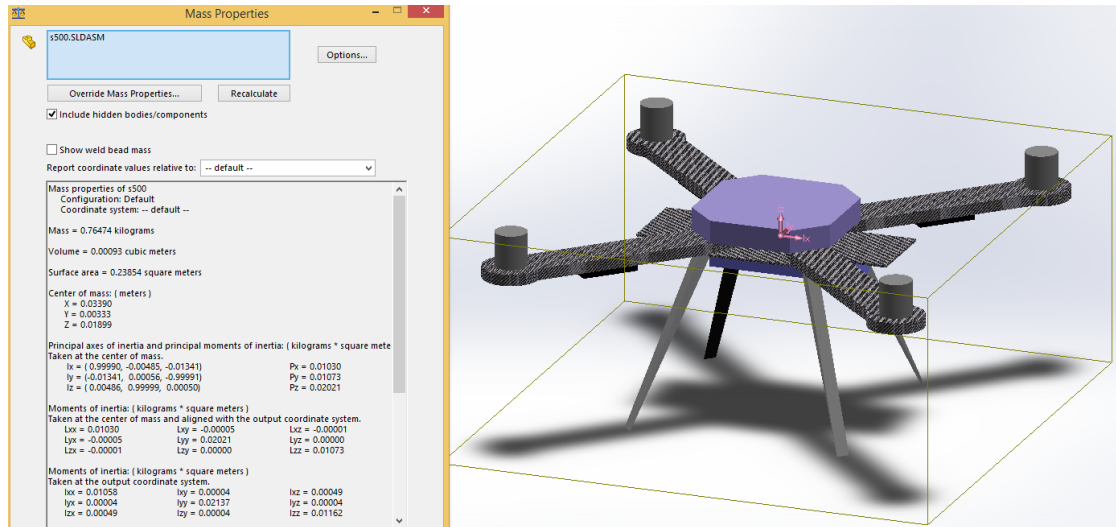 Mass Properties
s500.SLDASM
Options...
Override Mass Properties... Recalculate
Include hidden bodies/components
Show weld bead mass
Report coordinate values relative to: -- default --
Mass properties of s500
Configuration: Default
Coordinate system: -- default --
Mass = 0.76474 kilograms
Volume = 0.00093 cubic meters
Surface area = 0.23854 square meters
Center of mass: ( meters )
X = 0.03390
Y = 0.00333
Z = 0.01899
Principal axes of inertia and principal moments of inertia: ( kilograms * square mete
Taken at the center of mass.
Ix = ( 0.99990, -0.00485, -0.01341) Px = 0.01030
Iy = (-0.01341, 0.00056, -0.99991) Py = 0.01073
Iz = ( 0.00486, 0.99999, 0.00050) Pz = 0.02021
Moments of inertia: ( kilograms * square meters )
Taken at the center of mass and aligned with the output coordinate system.
Lxx = 0.01030 Lxy = -0.00005 Lxz = -0.00001
Lyx = -0.00005 Lyy = 0.02021 Lyz = 0.00000
Lzx = -0.00001 Lzy = 0.00000 Lzz = 0.01073
Moments of inertia: ( kilograms * square meters )
Taken at the output coordinate system.
Ixx = 0.01058 Ixy = 0.00004 Ixz = 0.00049
Iyx = 0.00004 Iyy = 0.02137 Iyz = 0.00004
Izx = 0.00049 Izy = 0.00004 Izz = 0.01162
Ix